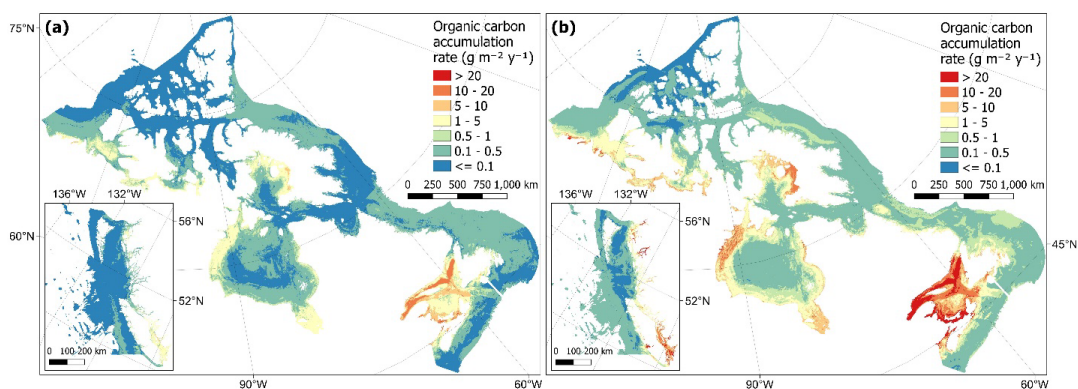 75°N
(a)
Organic carbon
accumulation
rate (g m⁻² y⁻¹)
> 20
10 - 20
5 - 10
1 - 5
0.5 - 1
0.1 - 0.5
<= 0.1
0 250 500 750 1,000
km
136°W
132°W
56°N
60°N
52°N
0 100 200 km
90°W
60°W
(b)
Organic carbon
accumulation
rate (g m⁻² y⁻¹)
> 20
10 - 20
5 - 10
1 - 5
0.5 - 1
0.1 - 0.5
<= 0.1
0 250 500 750 1,000
km
136°W
132°W
56°N
45°N
52°N
0 100 200 km
90°W
60°W